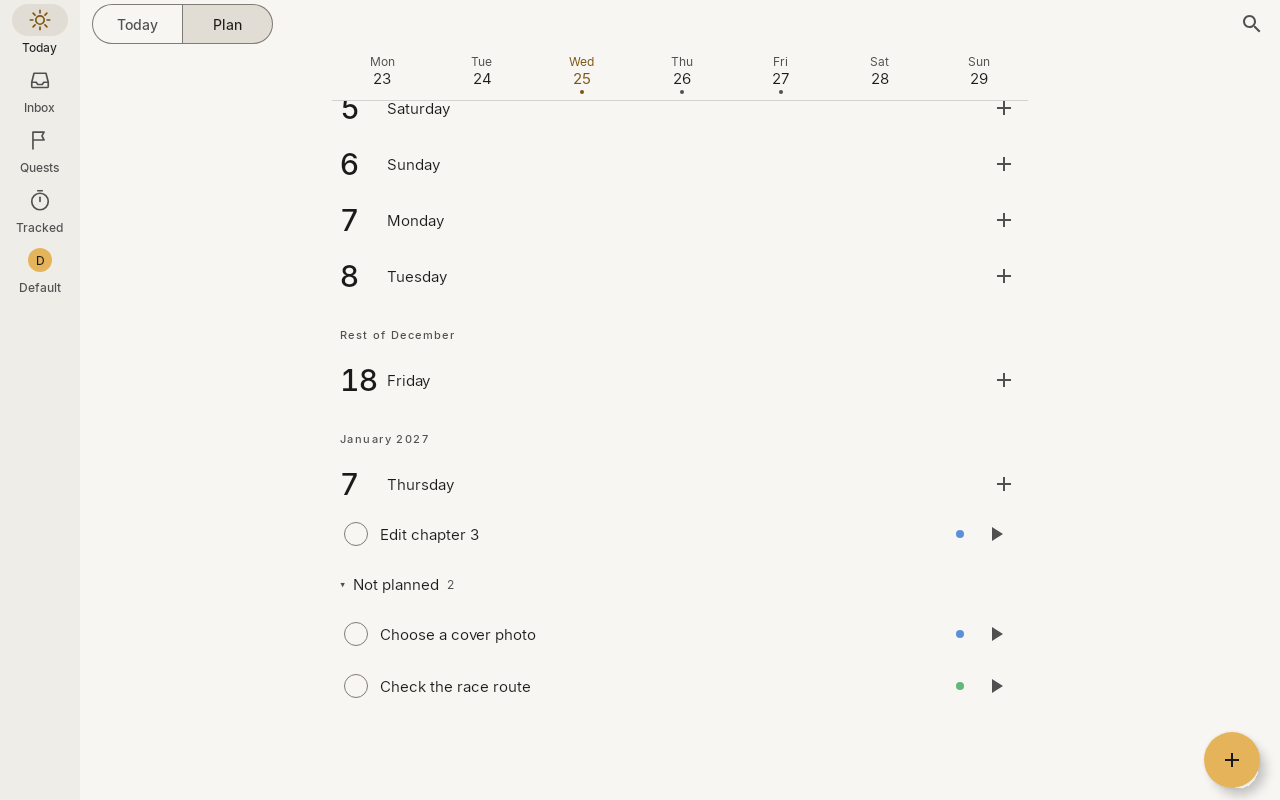 Today
Inbox
Quests
Tracked
D
Default
Today Plan
Mon Tue Wed Thu Fri Sat Sun
23 24 25 26 27 28 29
5 Saturday
6 Sunday
7 Monday
8 Tuesday
Rest of December
18 Friday
January 2027
7 Thursday
Edit chapter 3
Not planned 2
Choose a cover photo
Check the race route